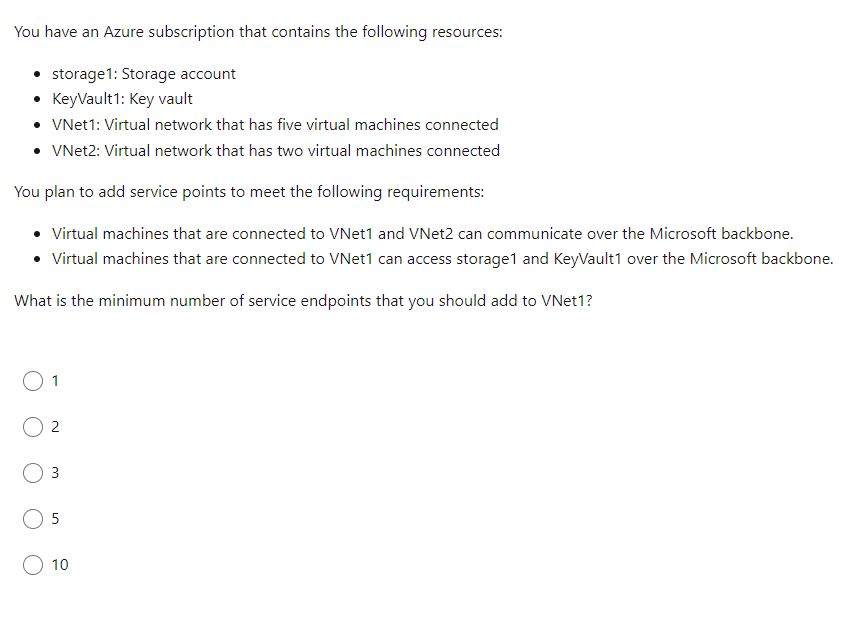 You have an Azure subscription that contains the following resources:
• storage1: Storage account
• KeyVault1: Key vault
• VNet1: Virtual network that has five virtual machines connected
• VNet2: Virtual network that has two virtual machines connected
You plan to add service points to meet the following requirements:
• Virtual machines that are connected to VNet1 and VNet2 can communicate over the Microsoft backbone.
• Virtual machines that are connected to VNet1 can access storage1 and KeyVault1 over the Microsoft backbone.
What is the minimum number of service endpoints that you should add to VNet1?
1
2
3
5
10